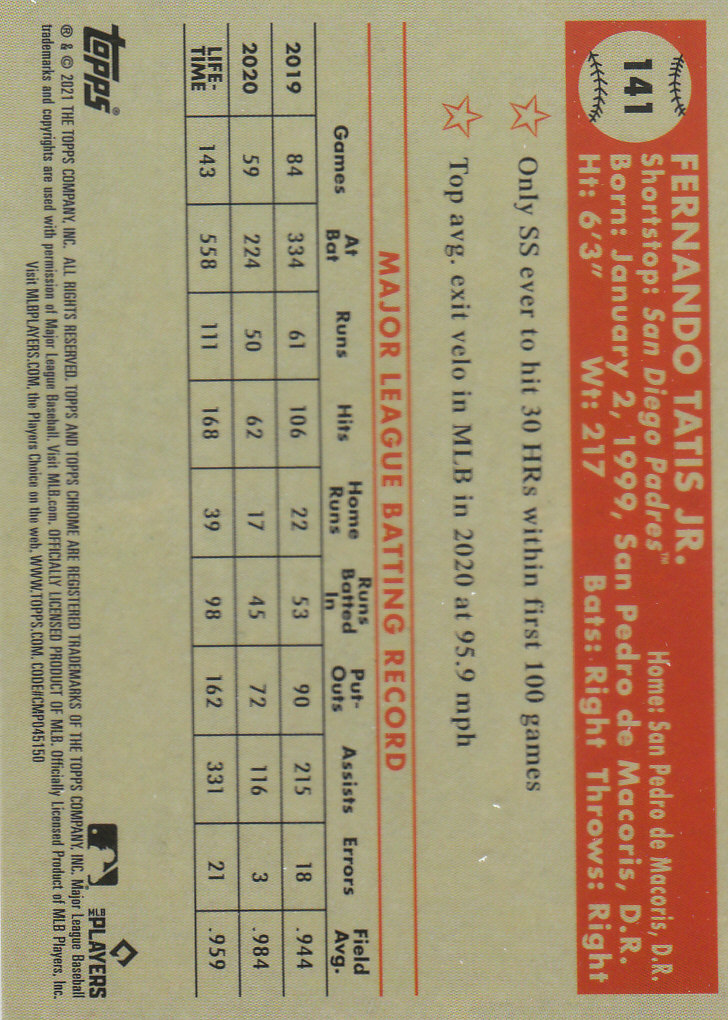 141
FERNANDO TATIS JR.
Shortstop: San Diego Padres™ Home: San Pedro de Macoris, D.R.
Born: January 2, 1999, San Pedro de Macoris, D.R.
Ht: 6'3" Wt: 217 Bats: Right Throws: Right
Only SS ever to hit 30 HRs within first 100 games
Top avg. exit velo in MLB in 2020 at 95.9 mph
MAJOR LEAGUE BATTING RECORD
Games At Bat Runs Hits Home Runs Runs Batted In Put-Outs Assists Errors Field Avg.
2019 84 334 61 106 22 53 90 215 18 .944
2020 59 224 50 62 17 45 72 116 3 .984
LIFE-TIME 143 558 111 168 39 98 162 331 21 .959
topps®
MLB PLAYERS
® & © 2021 THE TOPPS COMPANY, INC. ALL RIGHTS RESERVED. TOPPS AND TOPPS CHROME ARE REGISTERED TRADEMARKS OF THE TOPPS COMPANY, INC. Major League Baseball
trademarks and copyrights are used with permission of Major League Baseball. Visit MLB.com. OFFICIALLY LICENSED PRODUCT OF MLB. Officially Licensed Product of MLB Players, Inc.
Visit MLBPLAYERS.COM, the Players Choice on the web. WWW.TOPPS.COM. CODE#CMP045150